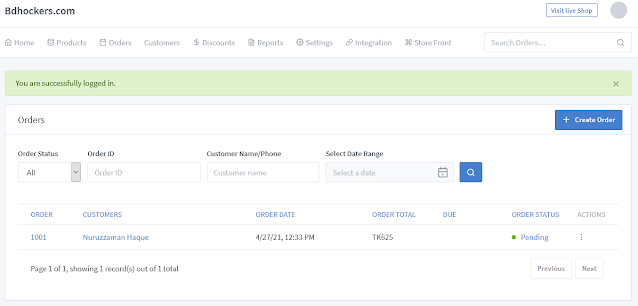 Bdhockers.com
Visit live Shop
Home Products Orders Customers Discounts Reports Settings Integration Store Front Search Orders...
You are successfully logged in.
Orders
Create Order
Order Status Order ID Customer Name/Phone Select Date Range
All Order ID Customer name Select a date
ORDER CUSTOMERS ORDER DATE ORDER TOTAL DUE ORDER STATUS ACTIONS
1001 Nuruzzaman Haque 4/27/21, 12:33 PM TK625 Pending
Page 1 of 1, showing 1 record(s) out of 1 total
Previous Next